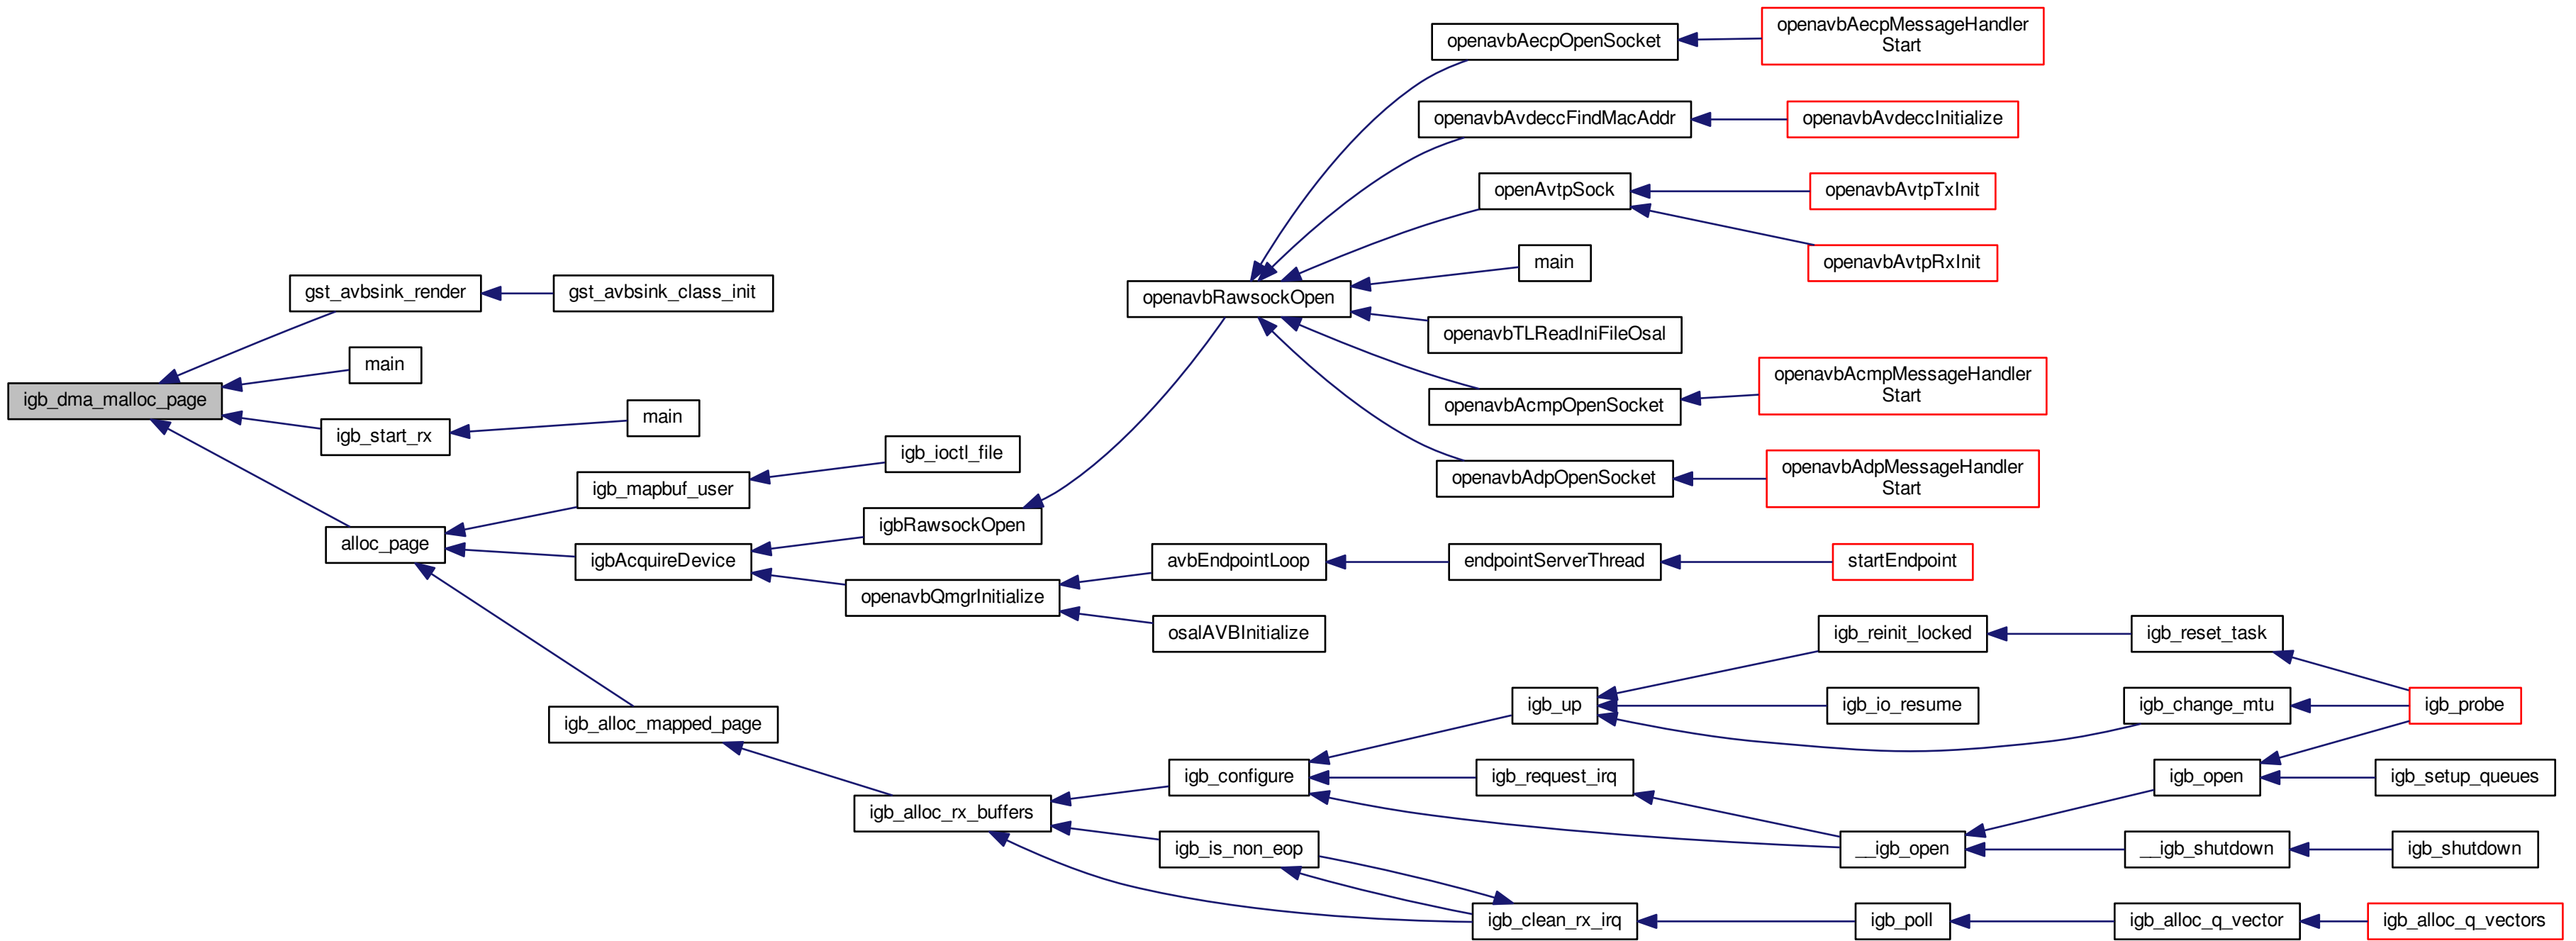 openavbAecpOpenSocket
openavbAecpMessageHandler
Start
openavbAvdeccFindMacAddr
openavbAvdeccInitialize
openAvtpSock
openavbAvtpTxInit
main
openavbAvtpRxInit
gst_avbsink_render
gst_avbsink_class_init
openavbRawsockOpen
openavbTLReadIniFileOsal
main
igb_dma_malloc_page
openavbAcmpOpenSocket
openavbAcmpMessageHandler
Start
igb_start_rx
main
igb_ioctl_file
igb_mapbuf_user
openavbAdpOpenSocket
openavbAdpMessageHandler
Start
igbRawsockOpen
alloc_page
igbAcquireDevice
avbEndpointLoop
endpointServerThread
startEndpoint
openavbQmgrInitialize
osalAVBInitialize
igb_reinit_locked
igb_reset_task
igb_alloc_mapped_page
igb_up
igb_io_resume
igb_change_mtu
igb_probe
igb_configure
igb_request_irq
igb_open
igb_setup_queues
igb_alloc_rx_buffers
igb_is_non_eop
__igb_open
__igb_shutdown
igb_shutdown
igb_clean_rx_irq
igb_poll
igb_alloc_q_vector
igb_alloc_q_vectors